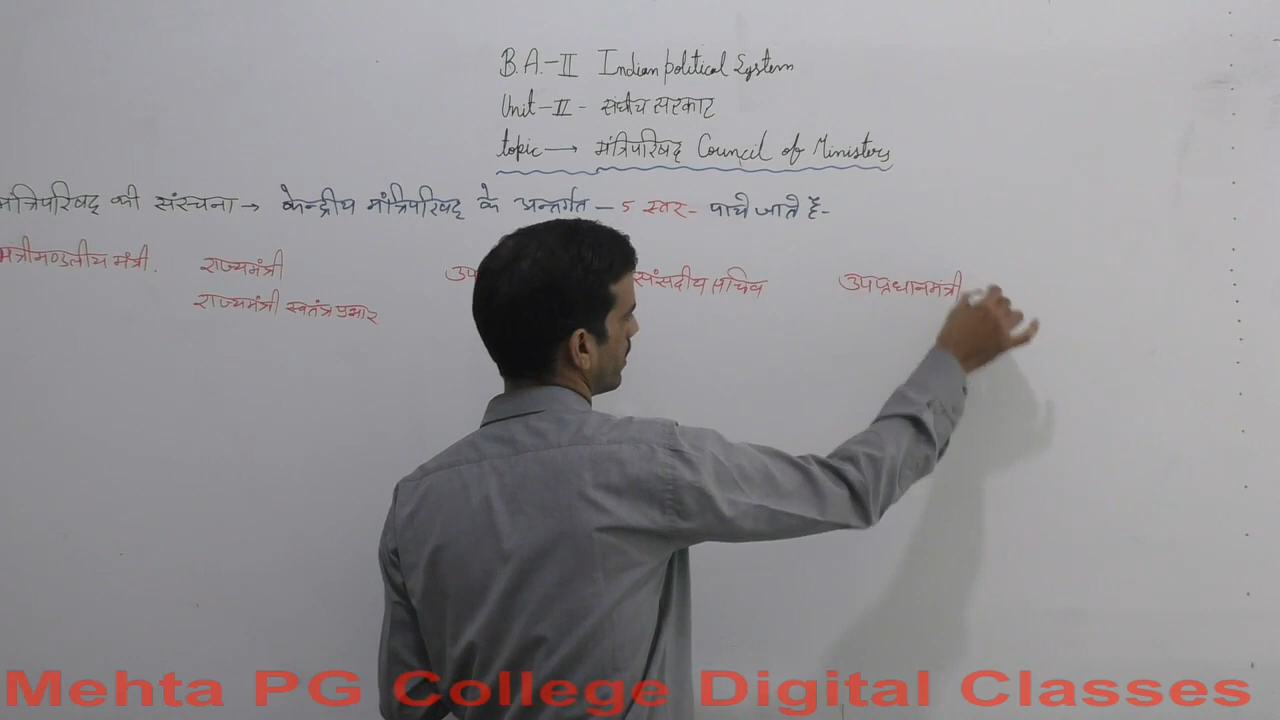 B.A.-II Indian political System
Unit-II - संघीय सरकार
topic → मंत्रिपरिषद् Council of Ministers
मंत्रिपरिषद् की संरचना → केन्द्रीय मंत्रिपरिषद् के अन्तर्गत - 5 स्तर - पाये जाते हैं -
मंत्रीमण्डलीय मंत्री. राज्यमंत्री उप सांसदीय सचिव उपप्रधानमंत्री
राज्यमंत्री स्वतंत्र प्रभार
Mehta PG College Digital Classes